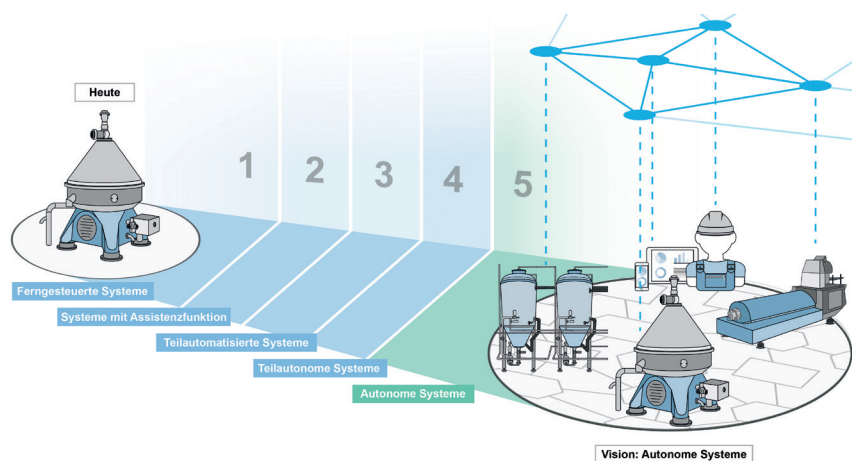 Heute
1
2
3
4
5
Ferngesteuerte Systeme
Systeme mit Assistenzfunktion
Teilautomatisierte Systeme
Teilautonome Systeme
Autonome Systeme
Vision: Autonome Systeme